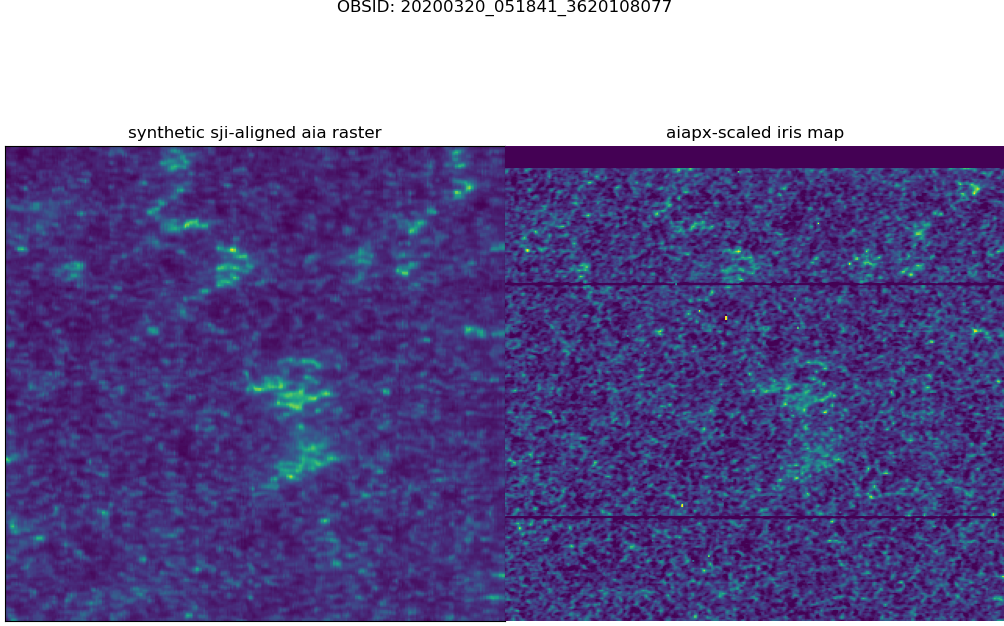 OBSID: 20200320_051841_3620108077
synthetic sji-aligned aia raster
aiapx-scaled iris map